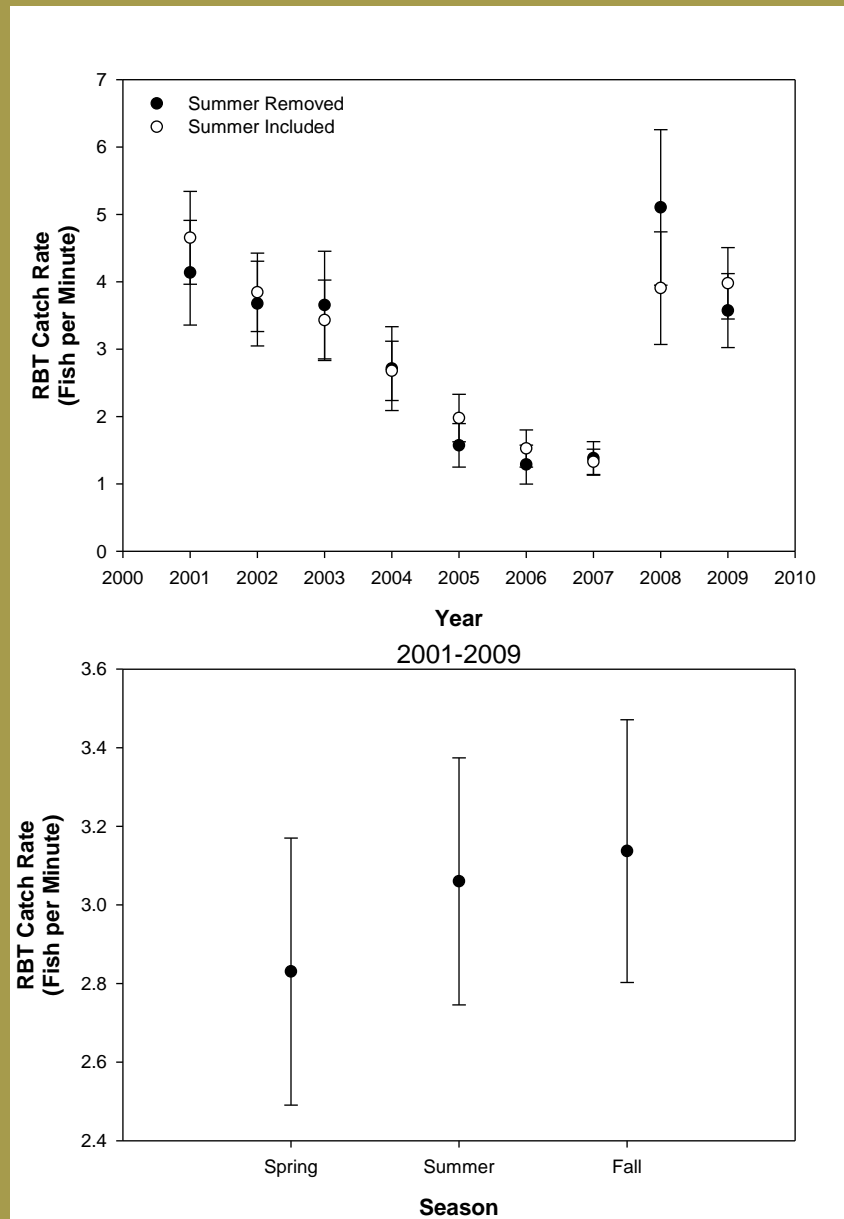 7
Summer Removed
Summer Included
6
5
4
3
2
1
0
RBT Catch Rate
(Fish per Minute)
2000 2001 2002 2003 2004 2005 2006 2007 2008 2009 2010
Year
2001-2009
3.6
3.4
3.2
3.0
2.8
2.6
2.4
RBT Catch Rate
(Fish per Minute)
Spring Summer Fall
Season